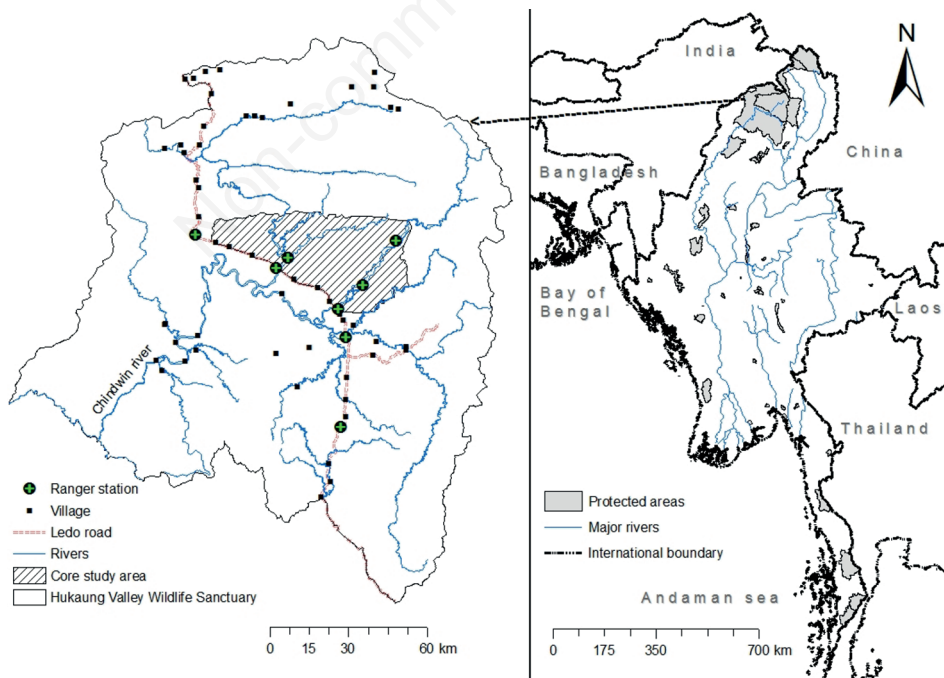 Non-comm
Chindwin river
Ranger station
Village
Ledo road
Rivers
Core study area
Hukaung Valley Wildlife Sanctuary
0 15 30 60 km
N
India
China
Bangladesh
Bay of
Bengal
Laos
Thailand
Protected areas
Major rivers
International boundary
Andaman sea
0 175 350 700 km